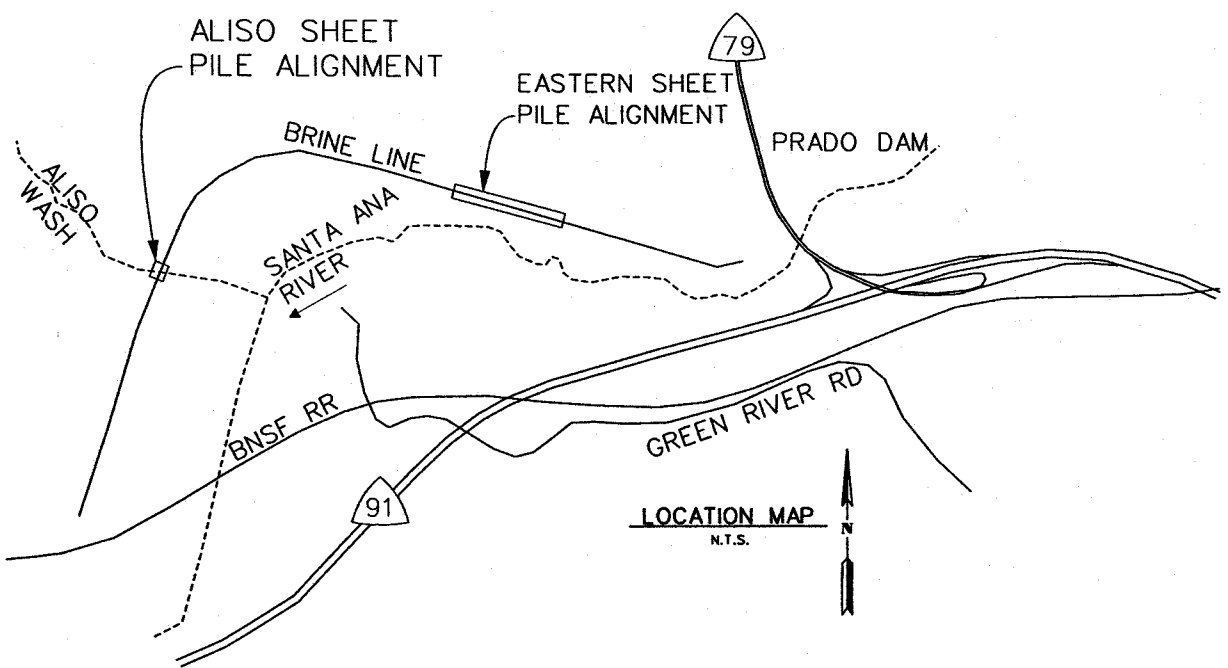 ALISO SHEET
PILE ALIGNMENT
79
EASTERN SHEET
PILE ALIGNMENT
BRINE LINE
PRADO DAM
ALISO
WASH
SANTA ANA
RIVER
BNSF RR
GREEN RIVER RD
91
LOCATION MAP
N.T.S.
N